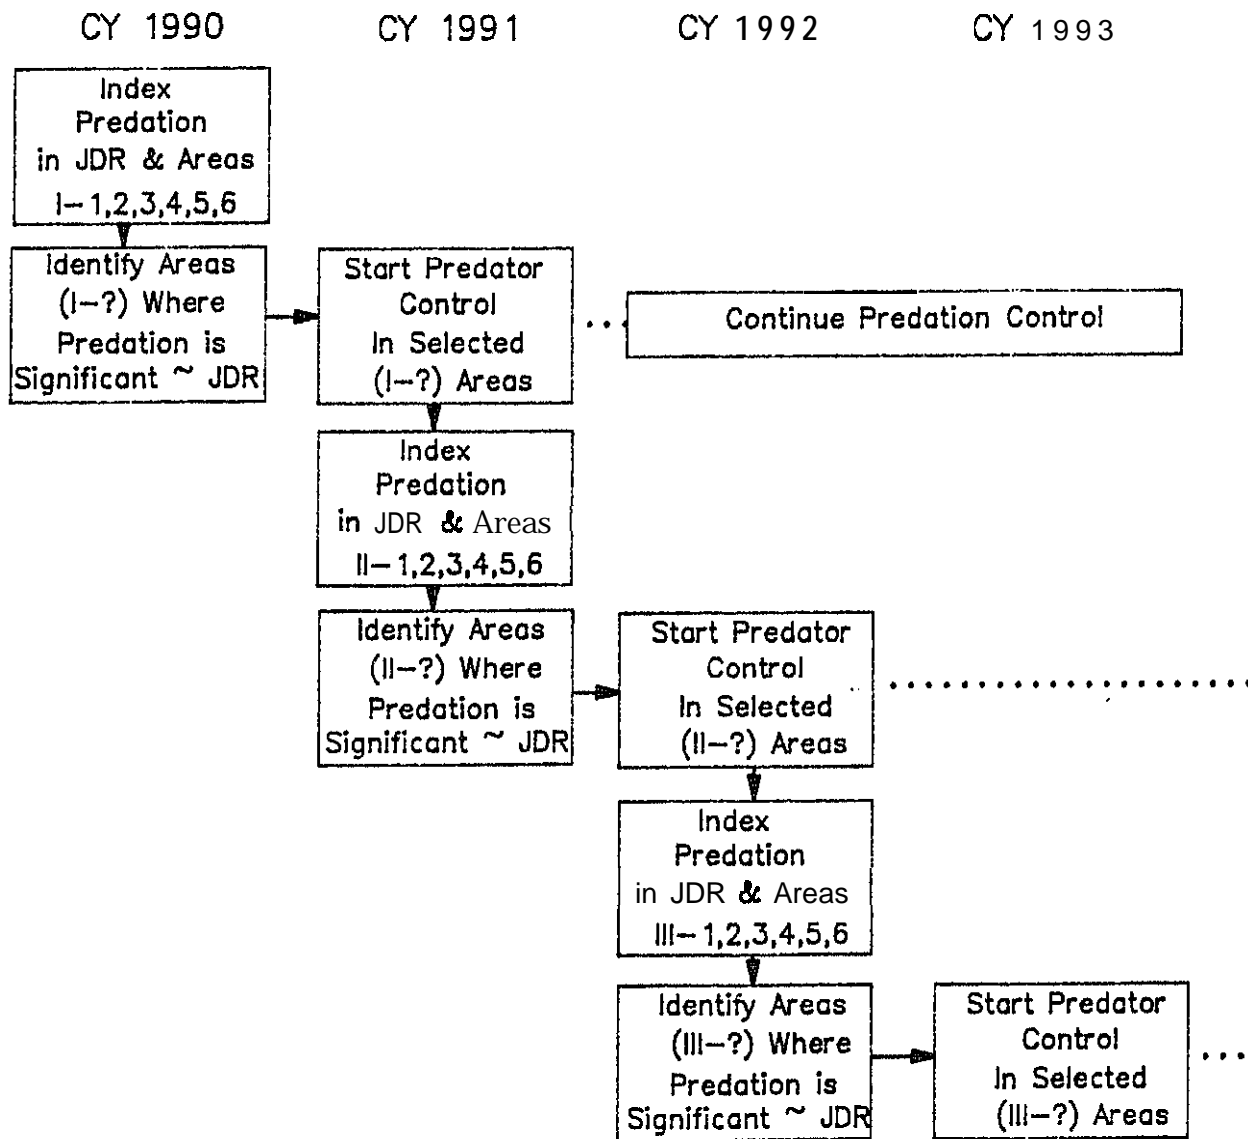 CY 1990 CY 1991 CY 1992 CY 1993
Index
Predation
in JDR & Areas
I-1,2,3,4,5,6
Identify Areas
(I-?) Where
Predation is
Significant ~ JDR
Start Predator
Control
In Selected
(I-?) Areas
Continue Predation Control
Index
Predation
in JDR & Areas
II-1,2,3,4,5,6
Identify Areas
(II-?) Where
Predation is
Significant ~ JDR
Start Predator
Control
In Selected
(II-?) Areas
Index
Predation
in JDR & Areas
III-1,2,3,4,5,6
Identify Areas
(III-?) Where
Predation is
Significant ~ JDR
Start Predator
Control
In Selected
(III-?) Areas